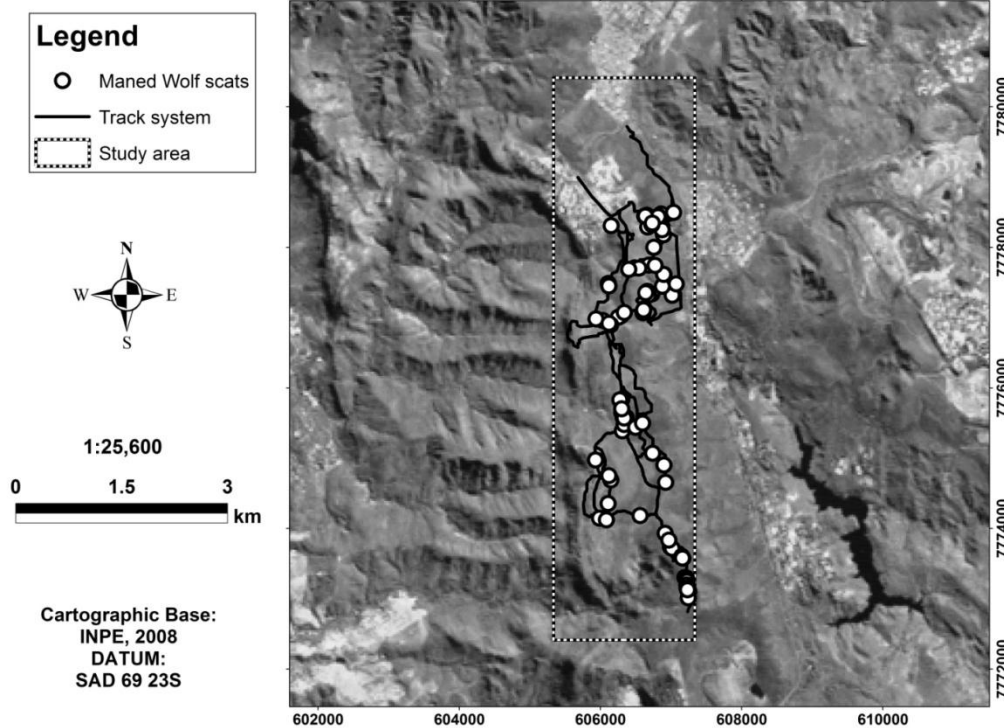 Legend
Maned Wolf scats
Track system
Study area
N
W E
S
1:25,600
0 1.5 3
km
Cartographic Base:
INPE, 2008
DATUM:
SAD 69 23S
7780000
7778000
7776000
7774000
7772000
602000 604000 606000 608000 610000